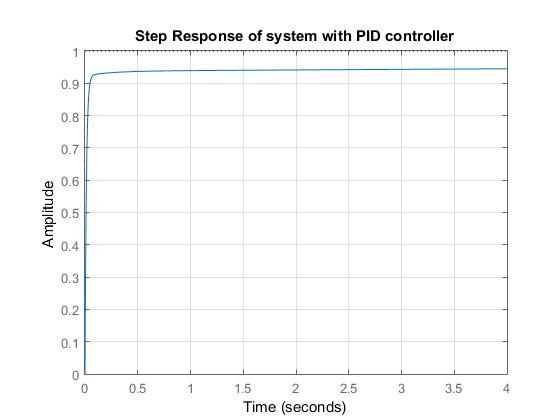 Step Response of system with PID controller
1
0.9
0.8
0.7
0.6
0.5
0.4
0.3
0.2
0.1
0
Amplitude
0 0.5 1 1.5 2 2.5 3 3.5 4
Time (seconds)